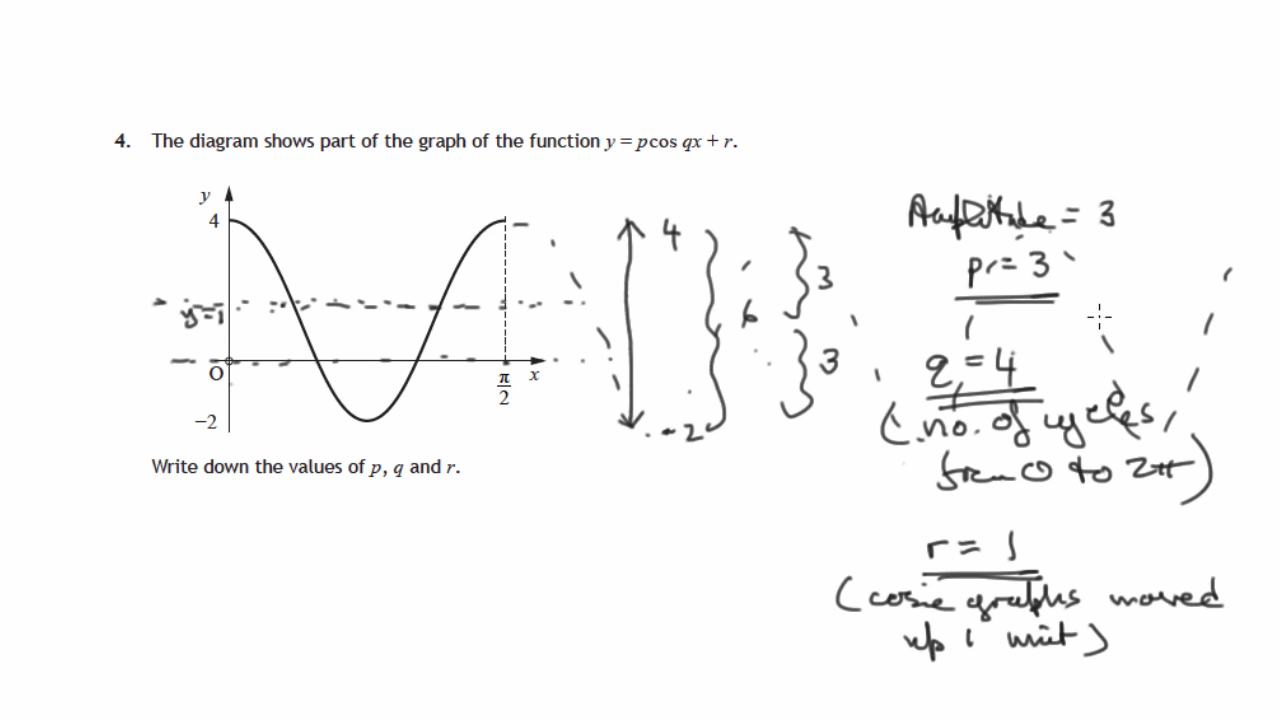 4. The diagram shows part of the graph of the function y = p cos qx + r.
y
4
y=1
O
π/2
x
−2
Write down the values of p, q and r.
4
6
-2
3
3
Amplitude = 3
p = 3
q = 4
(no. of cycles,
from 0 to 2π)
r = 1
(cosie graphs moved
up 1 unit)